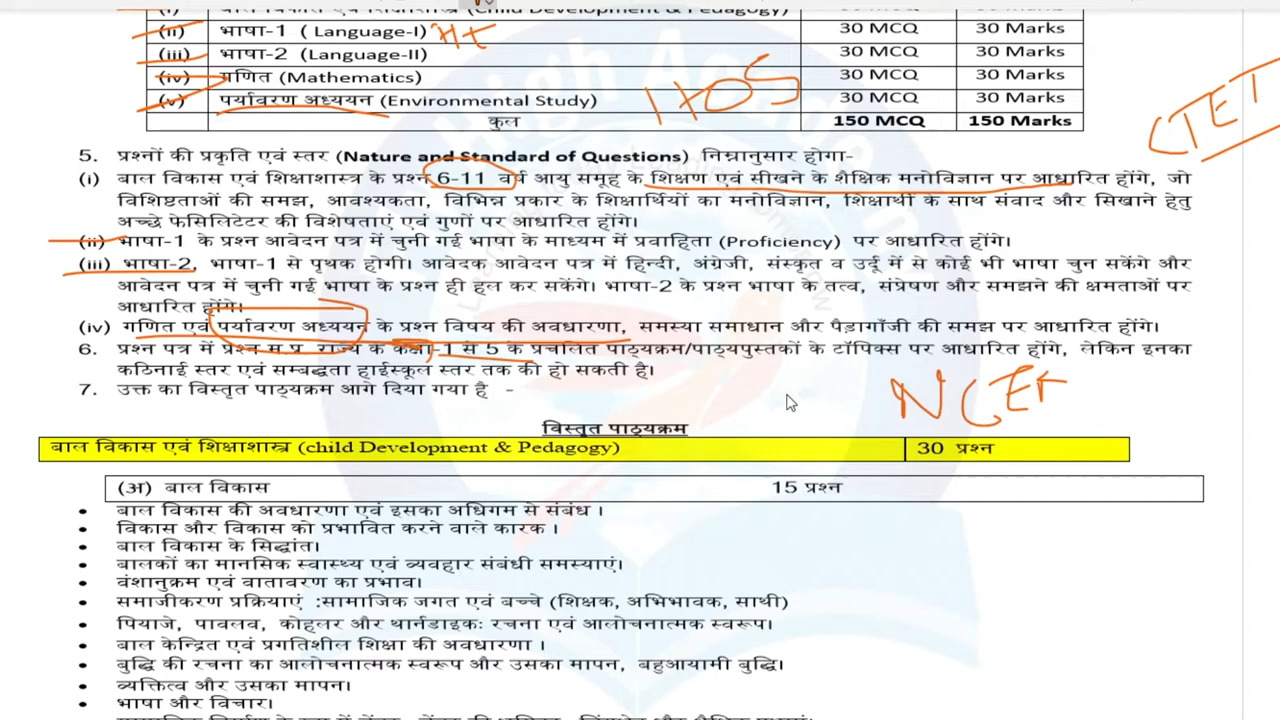 (i) बाल विकास एवं शिक्षाशास्त्र (Child Development & Pedagogy) 30 MCQ 30 Marks
(ii) भाषा-1 ( Language-I) 30 MCQ 30 Marks
(iii) भाषा-2 (Language-II) 30 MCQ 30 Marks
(iv) गणित (Mathematics) 30 MCQ 30 Marks
(v) पर्यावरण अध्ययन (Environmental Study) 30 MCQ 30 Marks
HOS
CTET
कुल 150 MCQ 150 Marks
5. प्रश्नों की प्रकृति एवं स्तर (Nature and Standard of Questions) निम्नानुसार होगा-
(i) बाल विकास एवं शिक्षाशास्त्र के प्रश्न 6-11 वर्ष आयु समूह के शिक्षण एवं सीखने के शैक्षिक मनोविज्ञान पर आधारित होंगे, जो
विशिष्टताओं की समझ, आवश्यकता, विभिन्न प्रकार के शिक्षार्थियों का मनोविज्ञान, शिक्षार्थी के साथ संवाद और सिखाने हेतु
अच्छे फेसिलिटेटर की विशेषताएं एवं गुणों पर आधारित होंगे।
(ii) भाषा-1 के प्रश्न आवेदन पत्र में चुनी गई भाषा के माध्यम में प्रवाहिता (Proficiency) पर आधारित होंगे।
(iii) भाषा-2, भाषा-1 से पृथक होगी। आवेदक आवेदन पत्र में हिन्दी, अंग्रेजी, संस्कृत व उर्दू में से कोई भी भाषा चुन सकेंगे और
आवेदन पत्र में चुनी गई भाषा के प्रश्न ही हल कर सकेंगे। भाषा-2 के प्रश्न भाषा के तत्व, संप्रेषण और समझने की क्षमताओं पर
आधारित होंगे।
(iv) गणित एवं पर्यावरण अध्ययन के प्रश्न विषय की अवधारणा, समस्या समाधान और पैडागॉजी की समझ पर आधारित होंगे।
6. प्रश्न पत्र में प्रश्न म.प्र. राज्य के कक्षा-1 से 5 के प्रचलित पाठ्यक्रम/पाठ्यपुस्तकों के टॉपिक्स पर आधारित होंगे, लेकिन इनका
कठिनाई स्तर एवं सम्बद्धता हाईस्कूल स्तर तक की हो सकती है।
7. उक्त का विस्तृत पाठ्यक्रम आगे दिया गया है -
विस्तृत पाठ्यक्रम
बाल विकास एवं शिक्षाशास्त्र (child Development & Pedagogy) 30 प्रश्न
(अ) बाल विकास 15 प्रश्न
• बाल विकास की अवधारणा एवं इसका अधिगम से संबंध।
• विकास और विकास को प्रभावित करने वाले कारक।
• बाल विकास के सिद्धांत।
• बालकों का मानसिक स्वास्थ्य एवं व्यवहार संबंधी समस्याएं।
• वंशानुक्रम एवं वातावरण का प्रभाव।
• समाजीकरण प्रक्रियाएं :सामाजिक जगत एवं बच्चे (शिक्षक, अभिभावक, साथी)
• पियाजे, पावलव, कोहलर और थार्नडाइकः रचना एवं आलोचनात्मक स्वरूप।
• बाल केन्द्रित एवं प्रगतिशील शिक्षा की अवधारणा ।
• बुद्धि की रचना का आलोचनात्मक स्वरूप और उसका मापन, बहुआयामी बुद्धि।
• व्यक्तित्व और उसका मापन।
• भाषा और विचार।